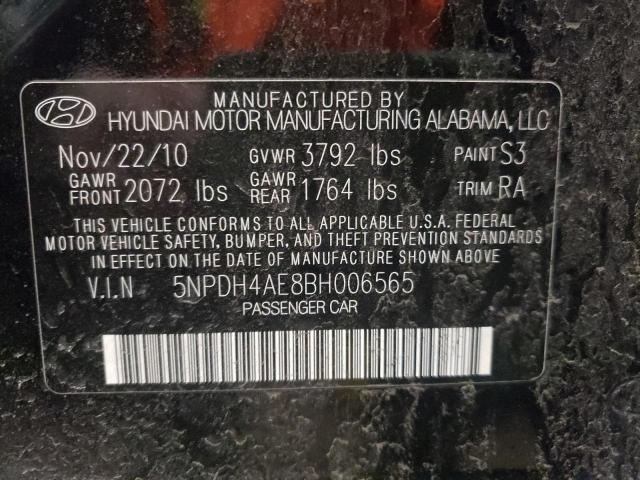 MANUFACTURED BY
HYUNDAI MOTOR MANUFACTURING ALABAMA, LLC
Nov/22/10 GVWR 3792 lbs PAINT S3
GAWR FRONT 2072 lbs GAWR REAR 1764 lbs TRIM RA
THIS VEHICLE CONFORMS TO ALL APPLICABLE U.S.A. FEDERAL
MOTOR VEHICLE SAFETY, BUMPER, AND THEFT PREVENTION STANDARDS
IN EFFECT ON THE DATE OF MANUFACTURE SHOWN ABOVE
V.I.N 5NPDH4AE8BH006565
PASSENGER CAR